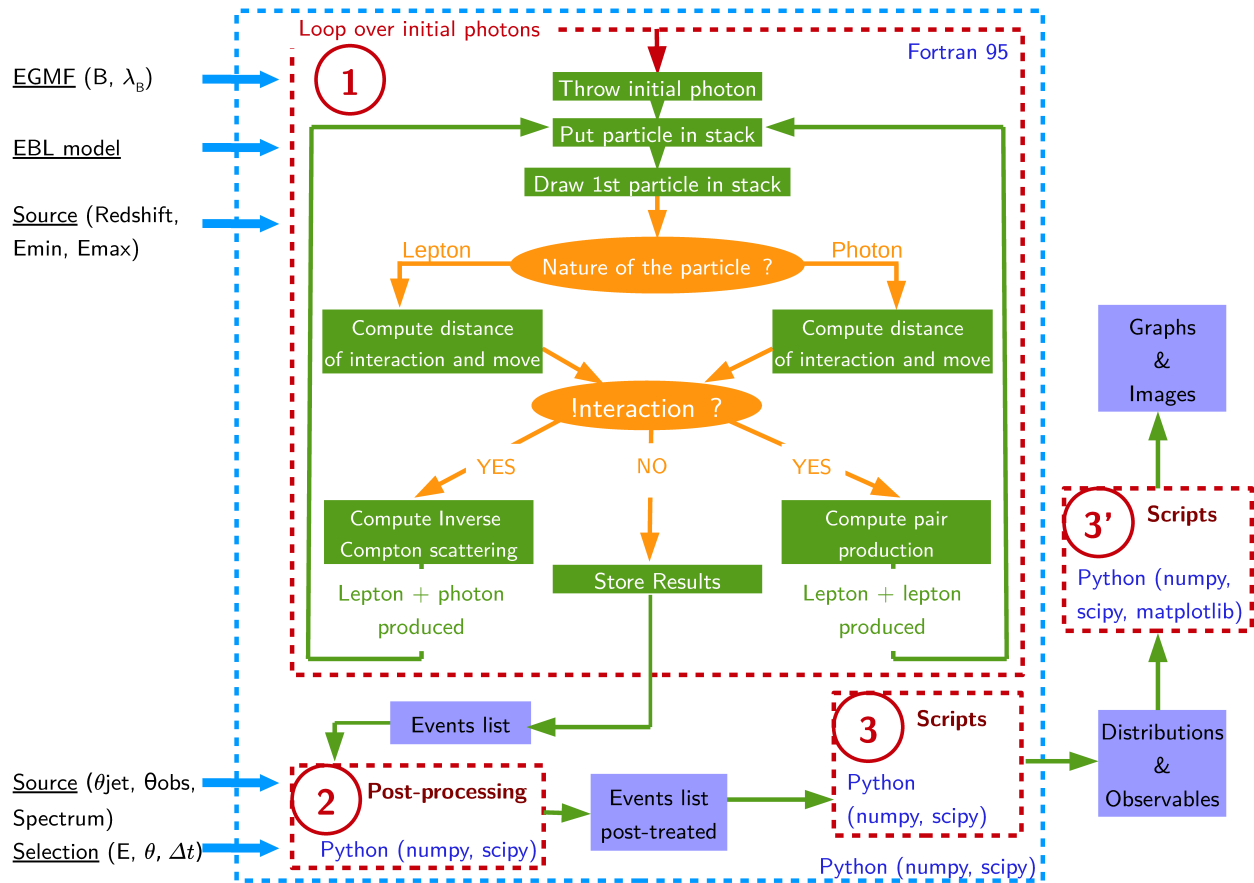 Loop over initial photons
Fortran 95
1
EGMF (B, λB)
EBL model
Source (Redshift,
Emin, Emax)
Throw initial photon
Put particle in stack
Draw 1st particle in stack
Lepton
Nature of the particle ?
Photon
Compute distance
of interaction and move
Compute distance
of interaction and move
Interaction ?
YES
NO
YES
Compute Inverse
Compton scattering
Compute pair
production
Store Results
Lepton + photon
produced
Lepton + lepton
produced
Graphs
&
Images
3'
Scripts
Python (numpy,
scipy, matplotlib)
Events list
3
Scripts
Python
(numpy, scipy)
Distributions
&
Observables
Source (θjet, θobs,
Spectrum)
Selection (E, θ, Δt)
2
Post-processing
Python (numpy, scipy)
Events list
post-treated
Python (numpy, scipy)